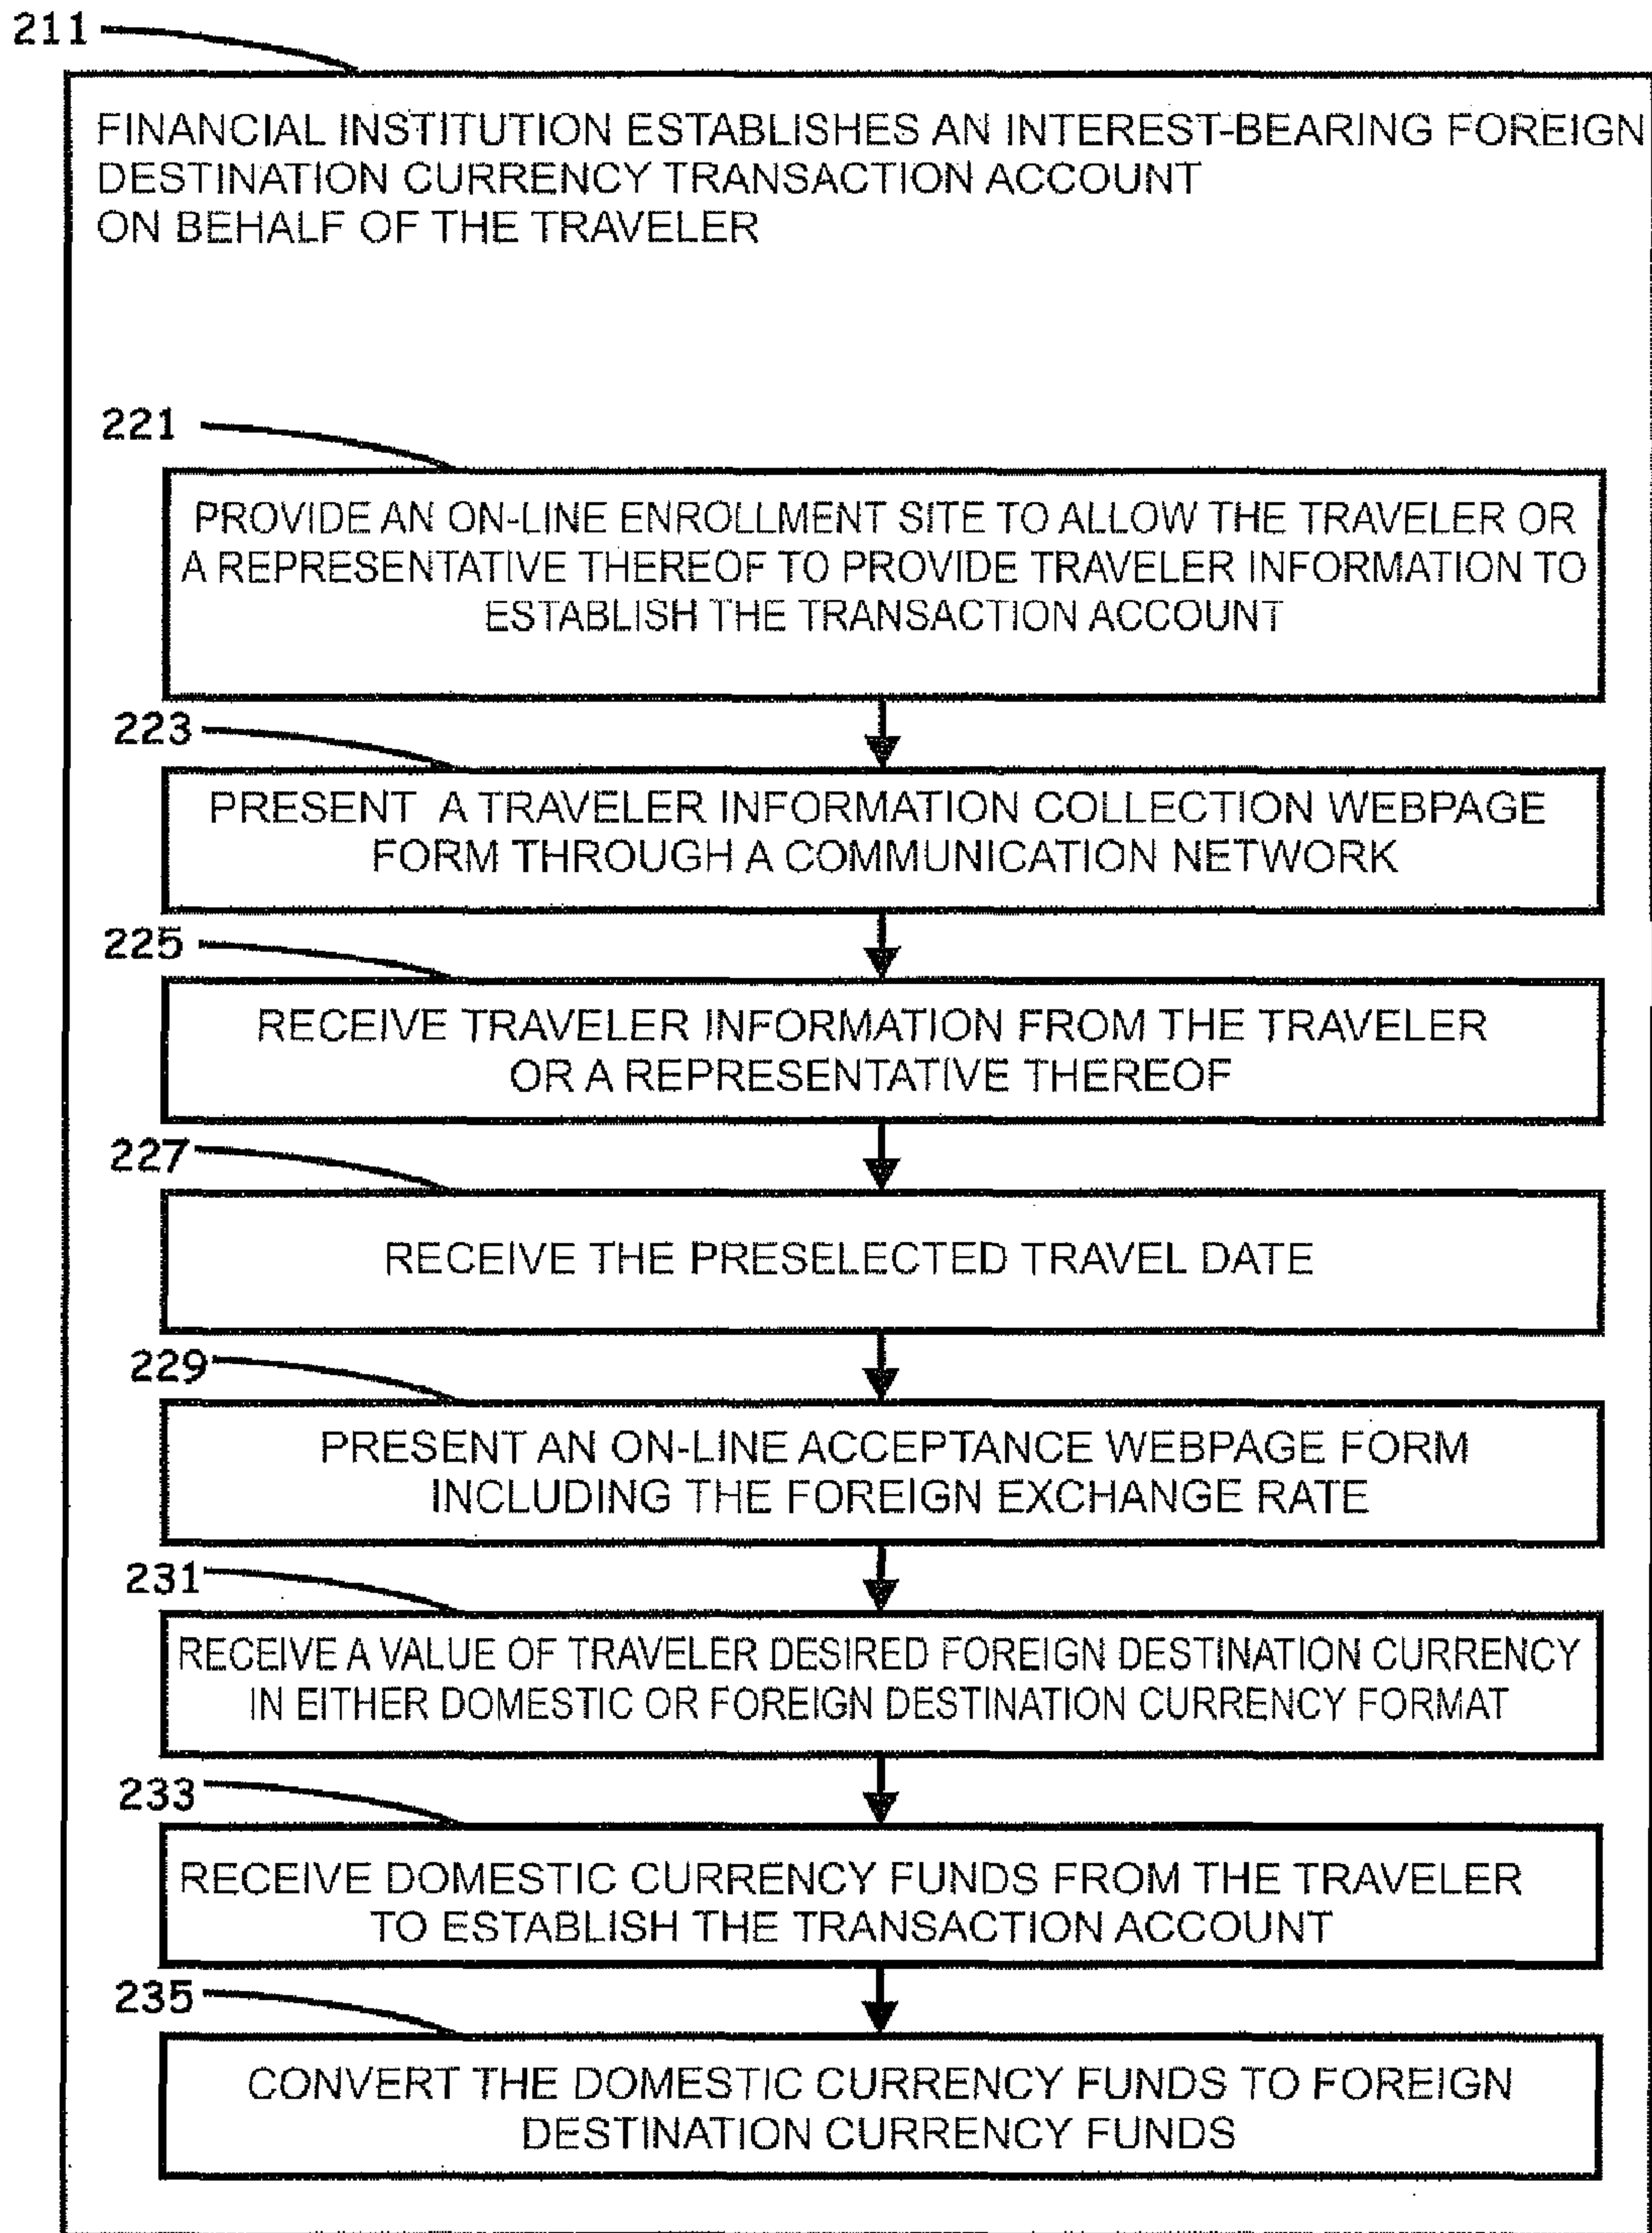 211
FINANCIAL INSTITUTION ESTABLISHES AN INTEREST-BEARING FOREIGN
DESTINATION CURRENCY TRANSACTION ACCOUNT
ON BEHALF OF THE TRAVELER
221
PROVIDE AN ON-LINE ENROLLMENT SITE TO ALLOW THE TRAVELER OR
A REPRESENTATIVE THEREOF TO PROVIDE TRAVELER INFORMATION TO
ESTABLISH THE TRANSACTION ACCOUNT
223
PRESENT A TRAVELER INFORMATION COLLECTION WEBPAGE
FORM THROUGH A COMMUNICATION NETWORK
225
RECEIVE TRAVELER INFORMATION FROM THE TRAVELER
OR A REPRESENTATIVE THEREOF
227
RECEIVE THE PRESELECTED TRAVEL DATE
229
PRESENT AN ON-LINE ACCEPTANCE WEBPAGE FORM
INCLUDING THE FOREIGN EXCHANGE RATE
231
RECEIVE A VALUE OF TRAVELER DESIRED FOREIGN DESTINATION CURRENCY
IN EITHER DOMESTIC OR FOREIGN DESTINATION CURRENCY FORMAT
233
RECEIVE DOMESTIC CURRENCY FUNDS FROM THE TRAVELER
TO ESTABLISH THE TRANSACTION ACCOUNT
235
CONVERT THE DOMESTIC CURRENCY FUNDS TO FOREIGN
DESTINATION CURRENCY FUNDS